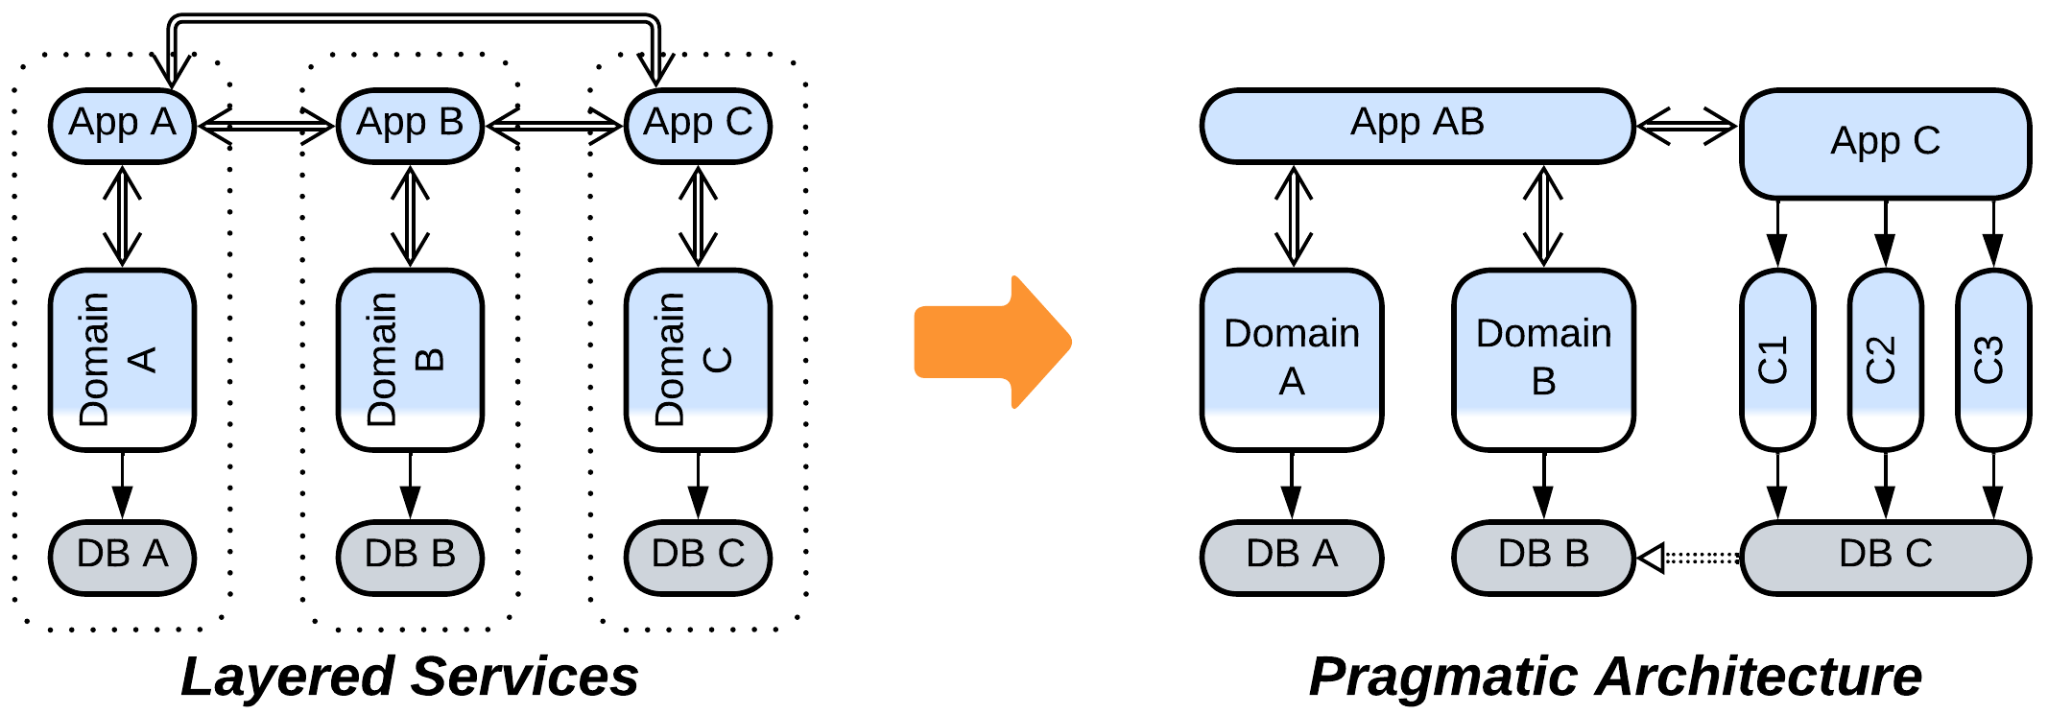 App A
App B
App C
Domain
A
Domain
B
Domain
C
DB A
DB B
DB C
Layered Services
App AB
App C
Domain
A
Domain
B
C1
C2
C3
DB A
DB B
DB C
Pragmatic Architecture